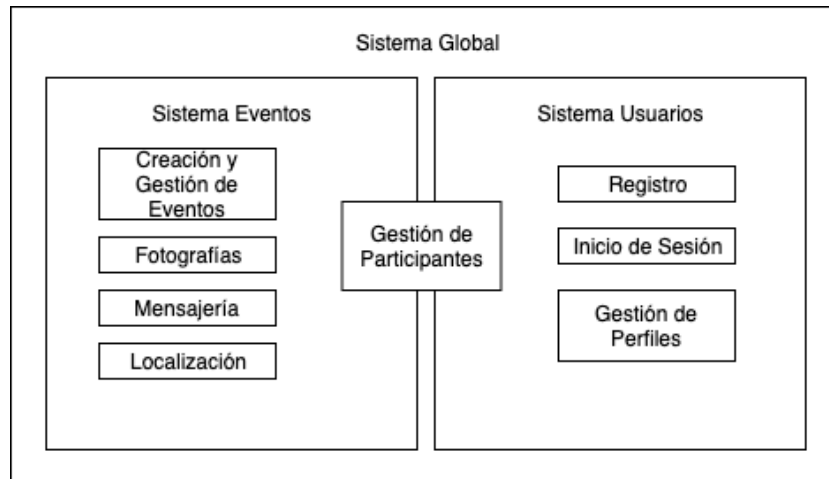 Sistema Global
Sistema Eventos
Creación y
Gestión de
Eventos
Fotografías
Mensajería
Localización
Gestión de
Participantes
Sistema Usuarios
Registro
Inicio de Sesión
Gestión de
Perfiles